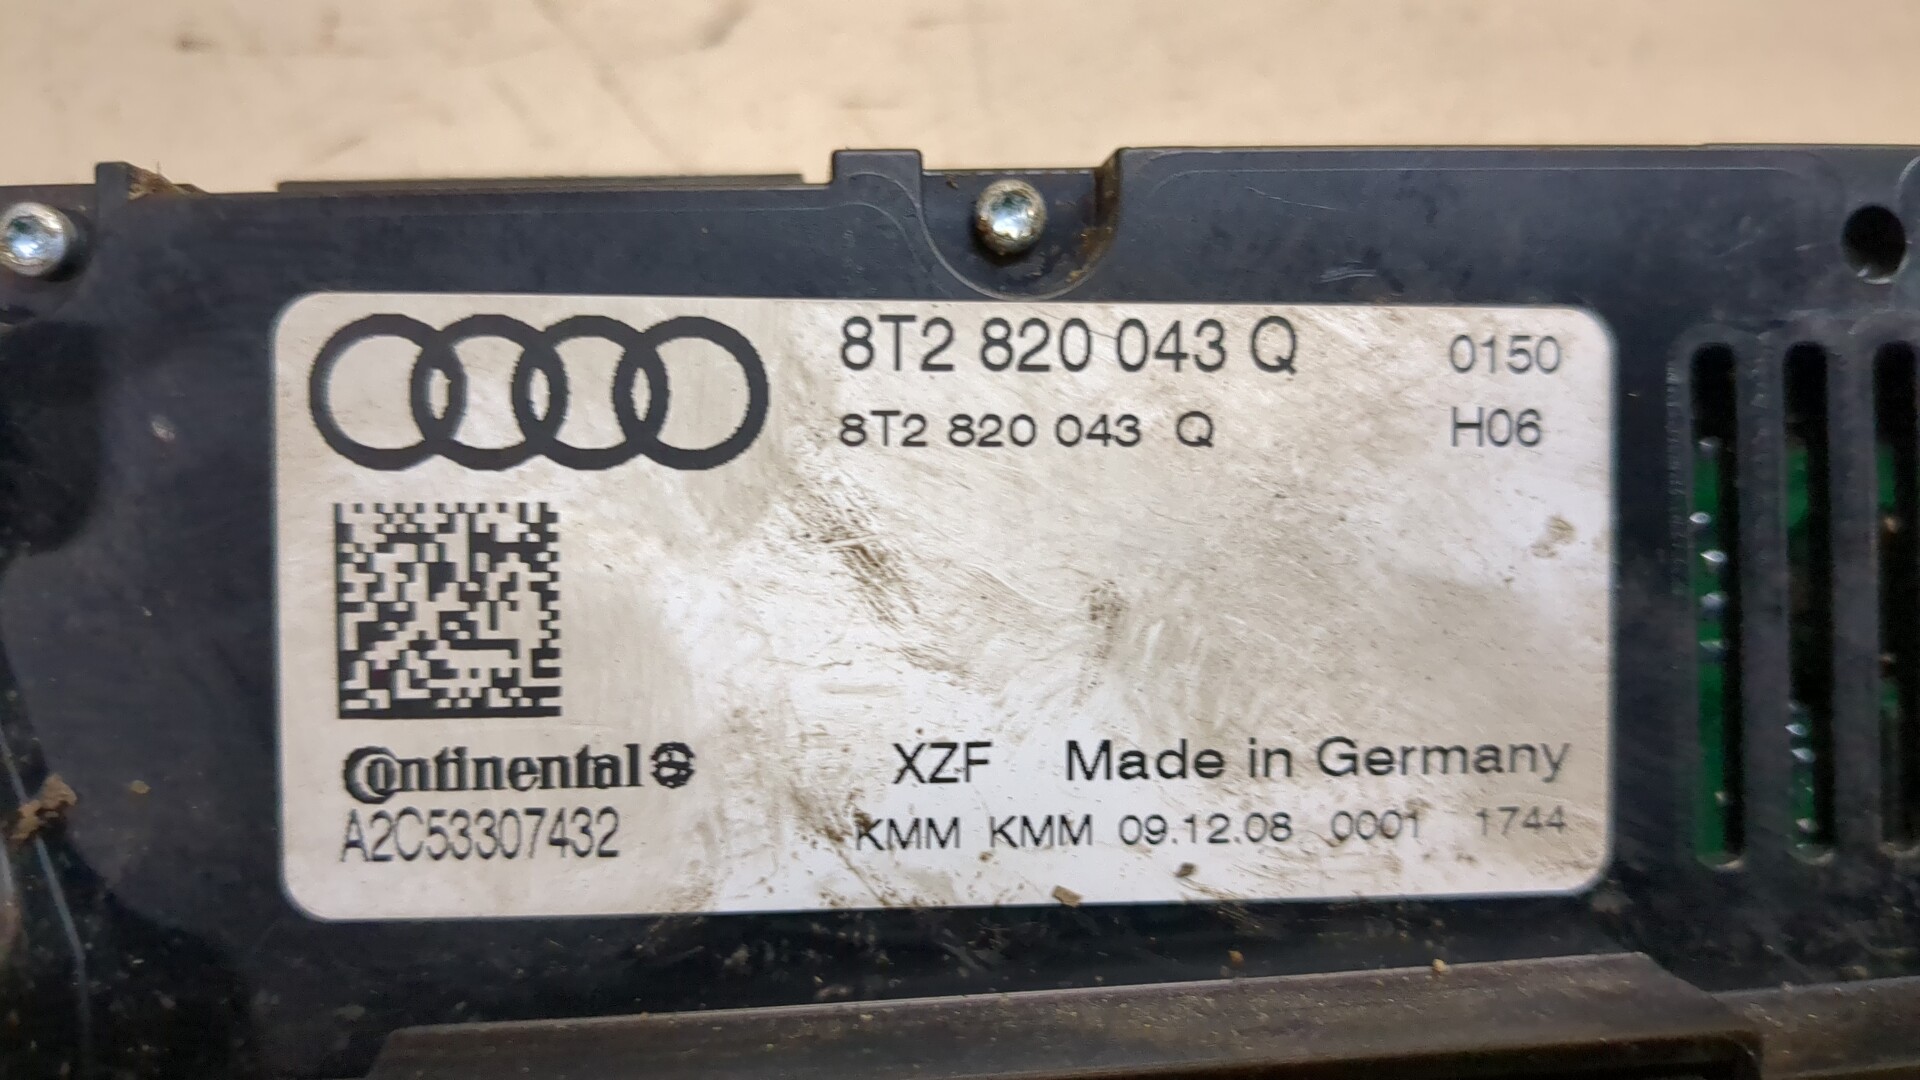 8T2 820 043 Q 0150
8T2 820 043 Q H06
Continental
A2C53307432
XZF Made in Germany
KMM KMM 09.12.08 0001 1744